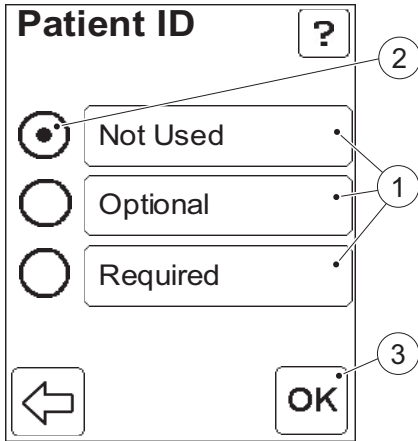 Patient ID
?
2
Not Used
Optional
1
Required
3
OK